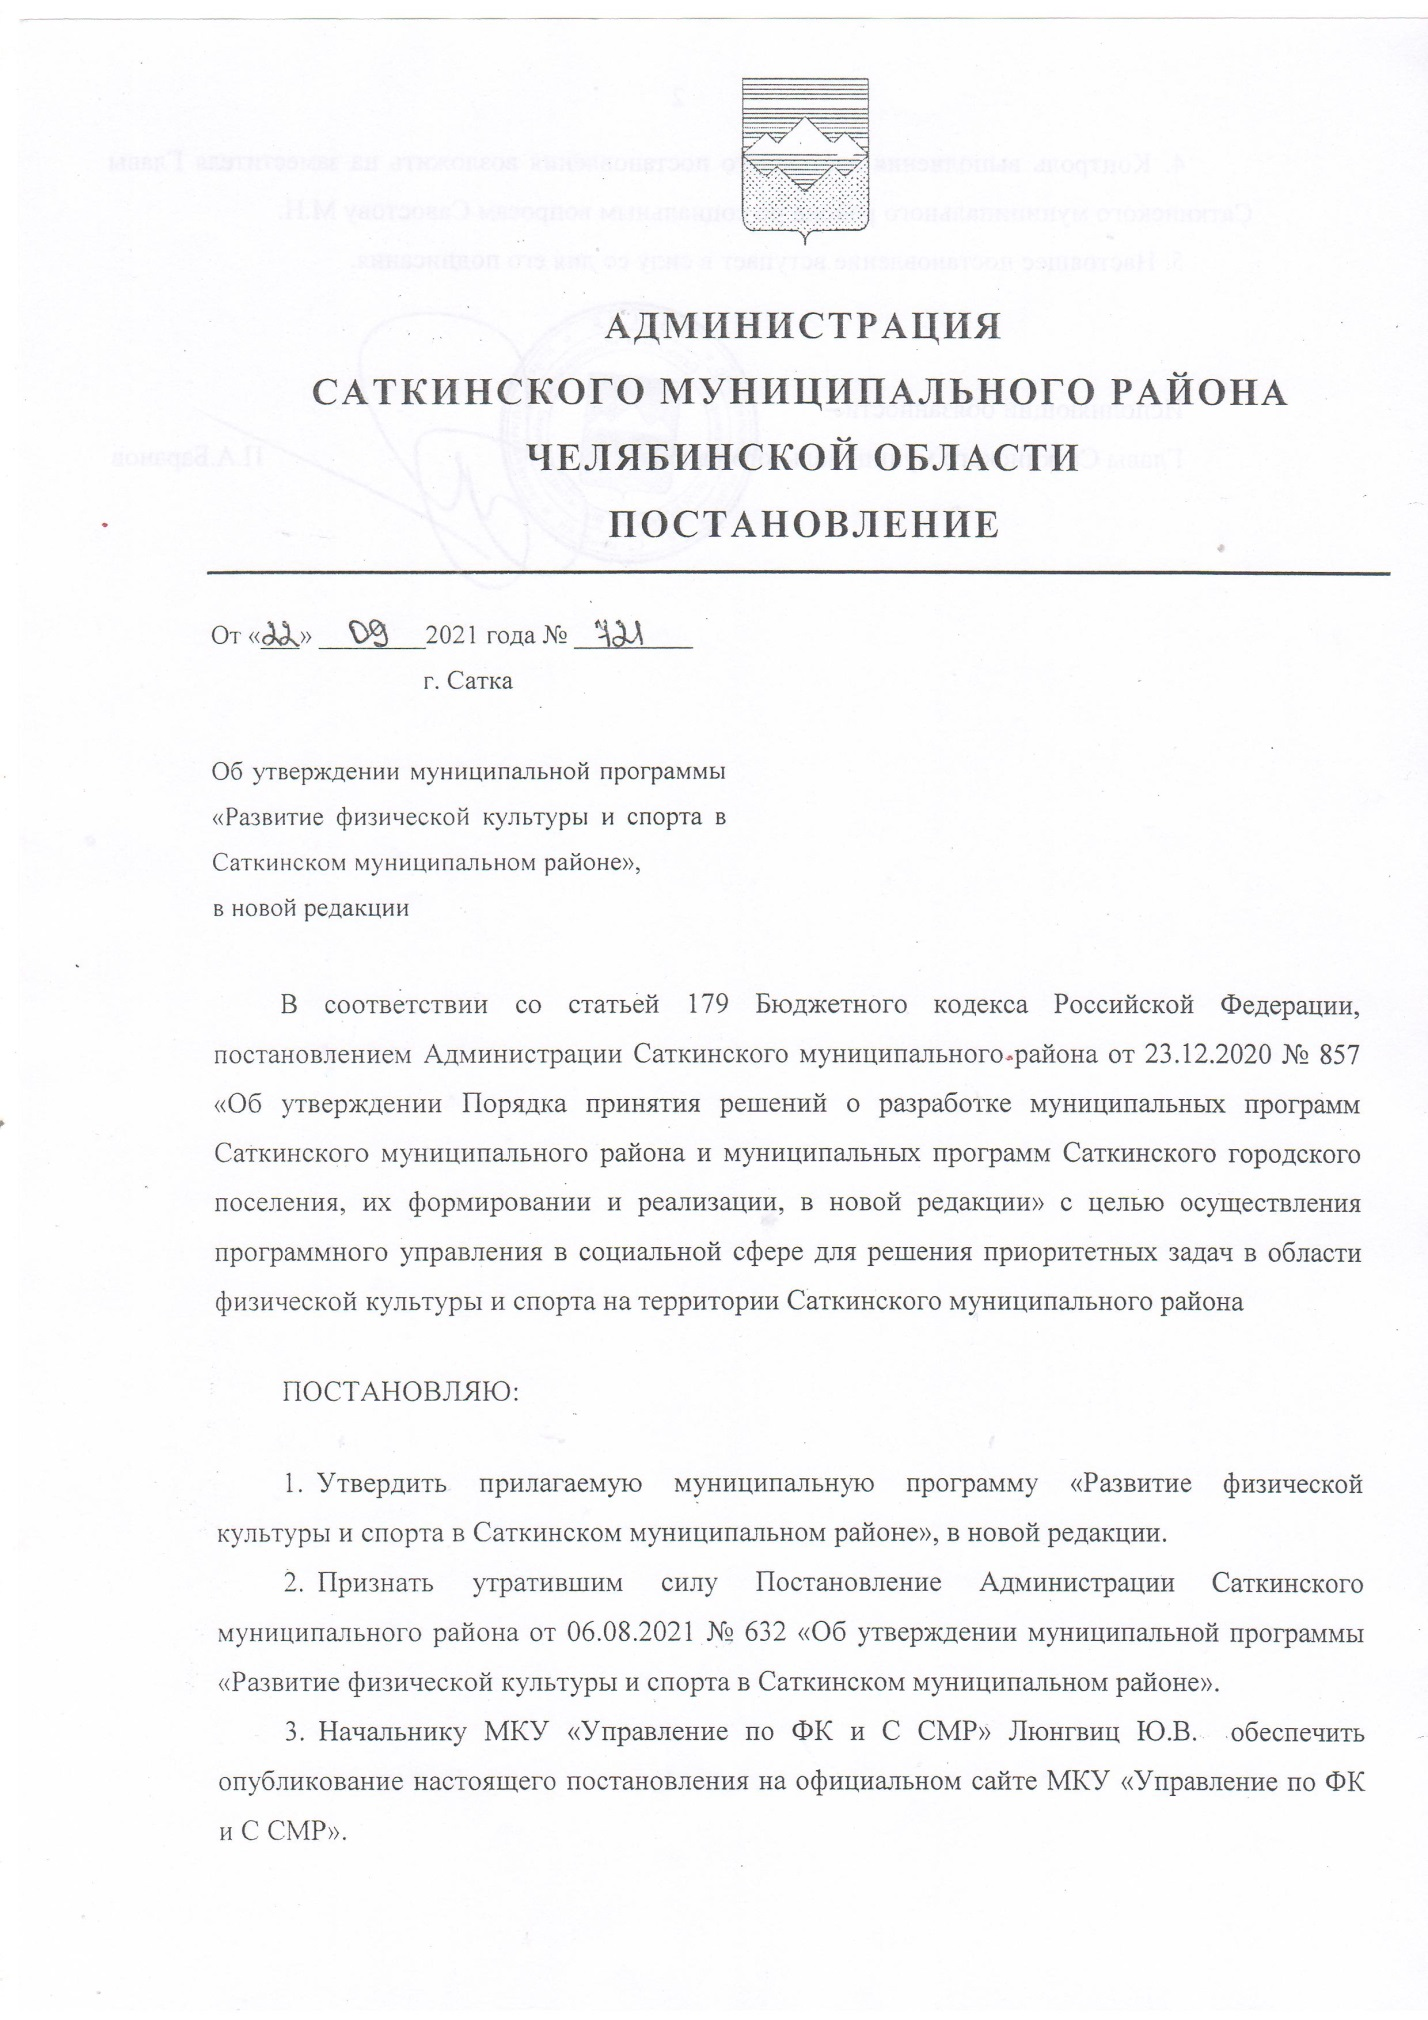 АДМИНИСТРАЦИЯ
САТКИНСКОГО МУНИЦИПАЛЬНОГО РАЙОНА
ЧЕЛЯБИНСКОЙ ОБЛАСТИ
ПОСТАНОВЛЕНИЕ
От «22» 09 2021 года № 721
г. Сатка
Об утверждении муниципальной программы
«Развитие физической культуры и спорта в
Саткинском муниципальном районе»,
в новой редакции
В соответствии со статьей 179 Бюджетного кодекса Российской Федерации,
постановлением Администрации Саткинского муниципального района от 23.12.2020 № 857
«Об утверждении Порядка принятия решений о разработке муниципальных программ
Саткинского муниципального района и муниципальных программ Саткинского городского
поселения, их формировании и реализации, в новой редакции» с целью осуществления
программного управления в социальной сфере для решения приоритетных задач в области
физической культуры и спорта на территории Саткинского муниципального района
ПОСТАНОВЛЯЮ:
1. Утвердить прилагаемую муниципальную программу «Развитие физической
культуры и спорта в Саткинском муниципальном районе», в новой редакции.
2. Признать утратившим силу Постановление Администрации Саткинского
муниципального района от 06.08.2021 № 632 «Об утверждении муниципальной программы
«Развитие физической культуры и спорта в Саткинском муниципальном районе».
3. Начальнику МКУ «Управление по ФК и С СМР» Люнгвиц Ю.В. обеспечить
опубликование настоящего постановления на официальном сайте МКУ «Управление по ФК
и С СМР».